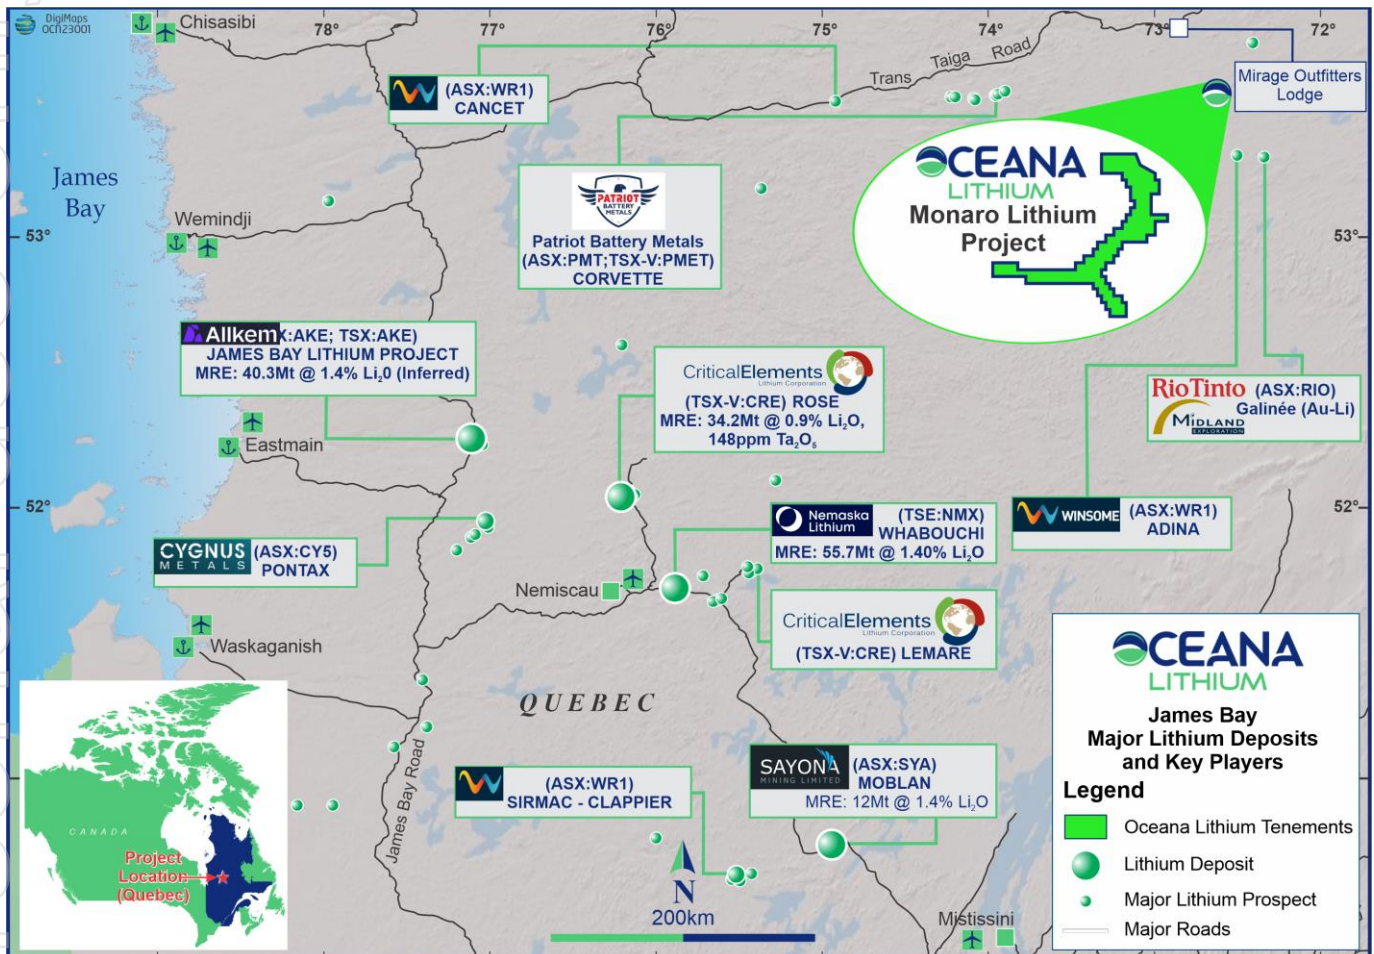 DigiMaps
OCN23001
Chisasibi
78°
77°
76°
75°
74°
73°
72°
Trans Taiga Road
Mirage Outfitters
Lodge
(ASX:WR1)
CANCET
James
Bay
Wemindji
53°
53°
PATRIOT
BATTERY
METALS
Patriot Battery Metals
(ASX:PMT;TSX-V:PMET)
CORVETTE
OCEANA
LITHIUM
Monaro Lithium
Project
Allkem X:AKE; TSX:AKE)
JAMES BAY LITHIUM PROJECT
MRE: 40.3Mt @ 1.4% Li₂0 (Inferred)
CriticalElements
Lithium Corporation
(TSX-V:CRE) ROSE
MRE: 34.2Mt @ 0.9% Li₂O,
148ppm Ta₂O₅
RioTinto (ASX:RIO)
Galinée (Au-Li)
MIDLAND
EXPLORATION
Eastmain
52°
52°
CYGNUS
METALS
(ASX:CY5)
PONTAX
Nemaska
Lithium
(TSE:NMX)
WHABOUCHI
MRE: 55.7Mt @ 1.40% Li₂O
WINSOME
(ASX:WR1)
ADINA
Nemiscau
CriticalElements
Lithium Corporation
(TSX-V:CRE) LEMARE
Waskaganish
QUEBEC
James Bay Road
(ASX:WR1)
SIRMAC - CLAPPIER
SAYONA
MINING LIMITED
(ASX:SYA)
MOBLAN
MRE: 12Mt @ 1.4% Li₂O
CANADA
Project
Location
(Quebec)
N
200km
Mistissini
OCEANA
LITHIUM
James Bay
Major Lithium Deposits
and Key Players
Legend
Oceana Lithium Tenements
Lithium Deposit
Major Lithium Prospect
Major Roads